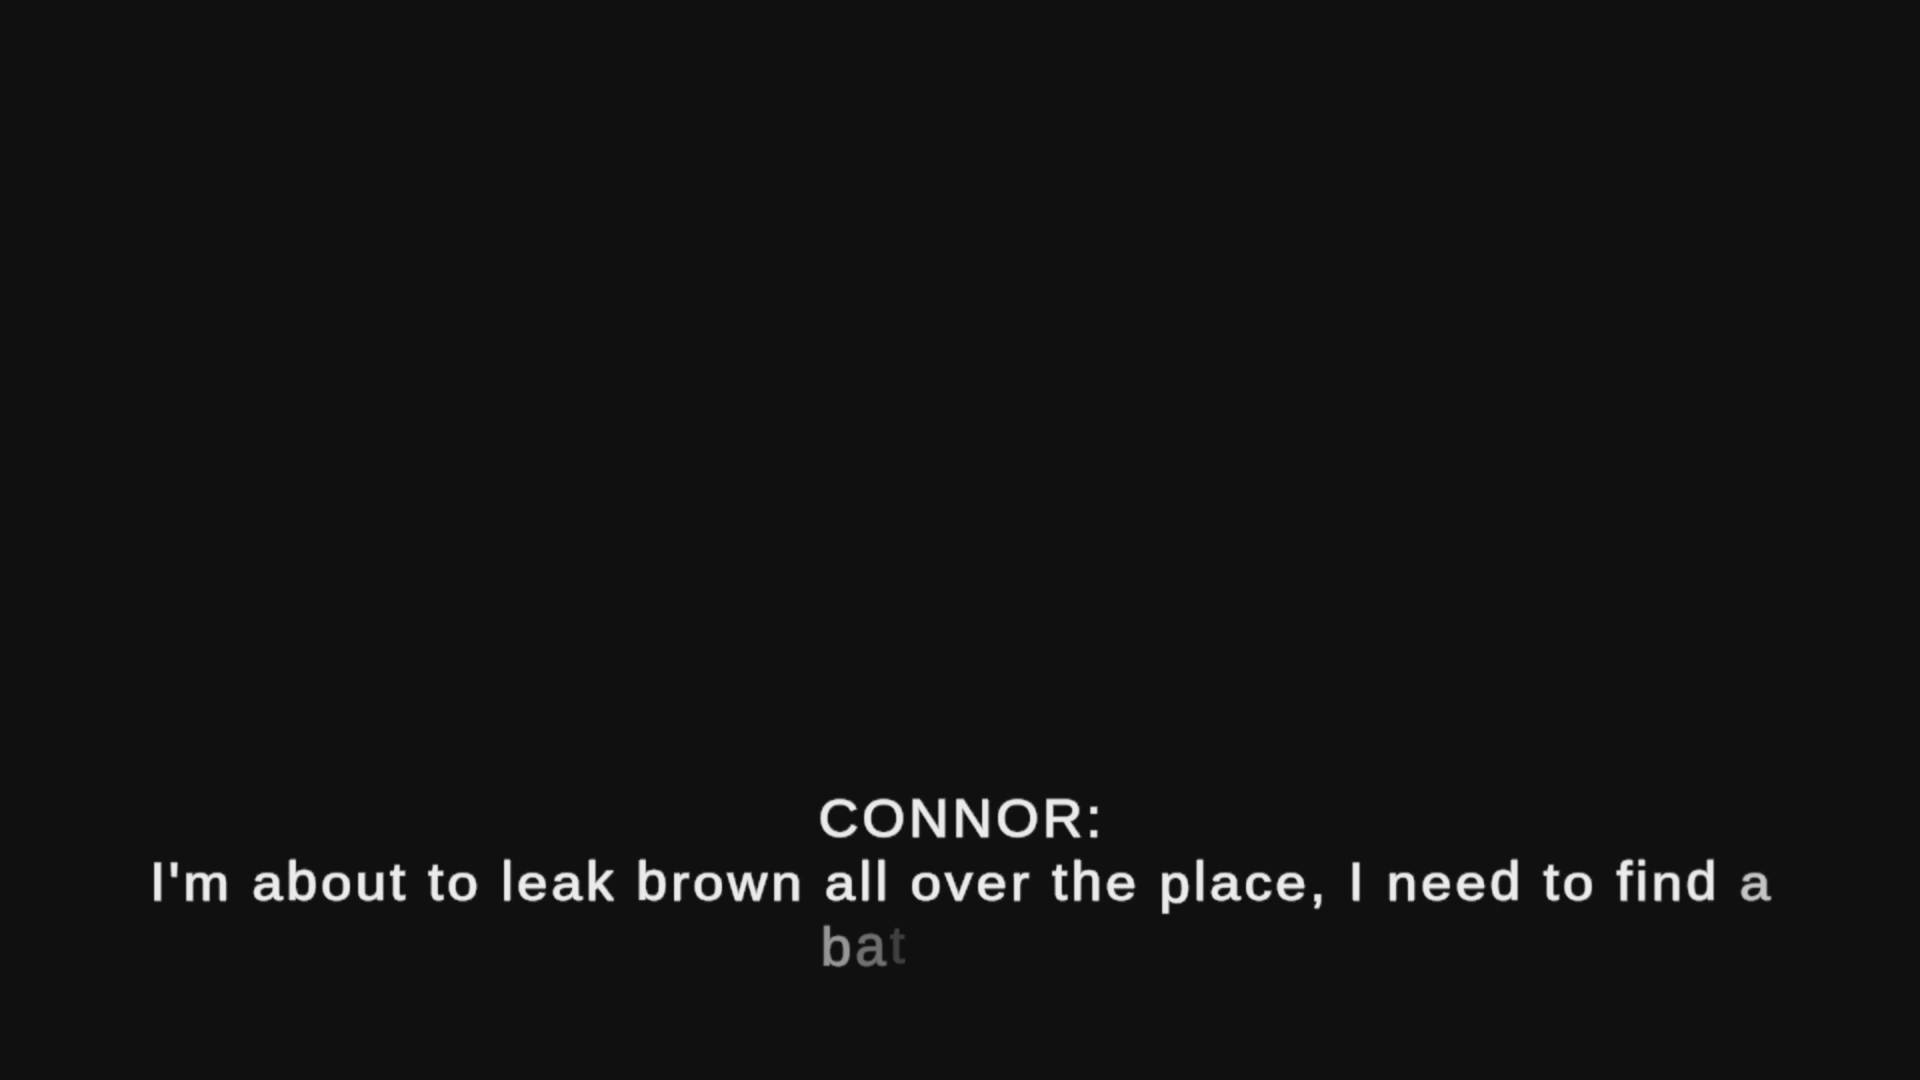 CONNOR:
I'm about to leak brown all over the place, I need to find a
bat